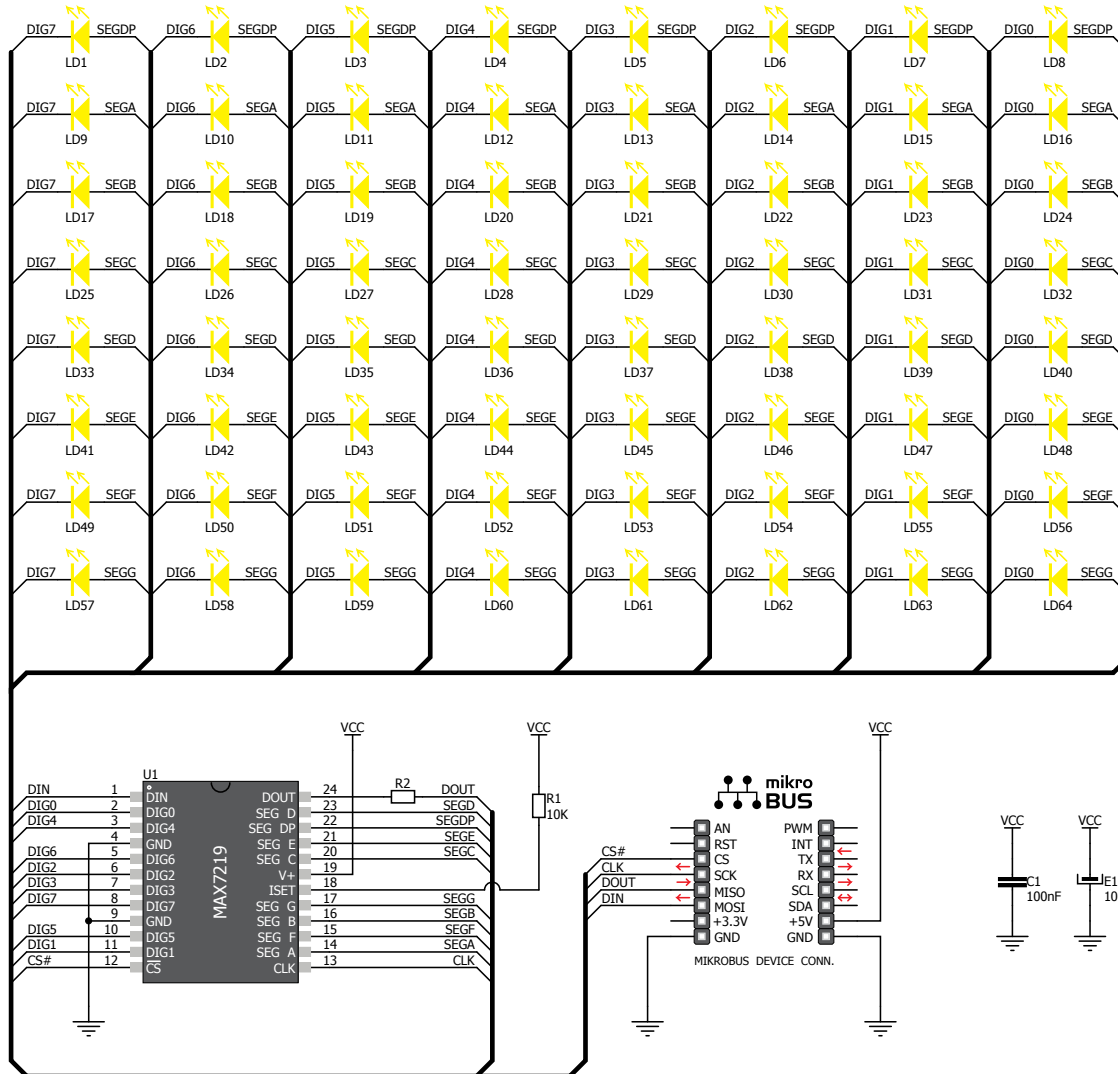 DIG7 SEGDP DIG6 SEGDP DIG5 SEGDP DIG4 SEGDP DIG3 SEGDP DIG2 SEGDP DIG1 SEGDP DIG0 SEGDP
LD1 LD2 LD3 LD4 LD5 LD6 LD7 LD8
DIG7 SEGA DIG6 SEGA DIG5 SEGA DIG4 SEGA DIG3 SEGA DIG2 SEGA DIG1 SEGA DIG0 SEGA
LD9 LD10 LD11 LD12 LD13 LD14 LD15 LD16
DIG7 SEGB DIG6 SEGB DIG5 SEGB DIG4 SEGB DIG3 SEGB DIG2 SEGB DIG1 SEGB DIG0 SEGB
LD17 LD18 LD19 LD20 LD21 LD22 LD23 LD24
DIG7 SEGC DIG6 SEGC DIG5 SEGC DIG4 SEGC DIG3 SEGC DIG2 SEGC DIG1 SEGC DIG0 SEGC
LD25 LD26 LD27 LD28 LD29 LD30 LD31 LD32
DIG7 SEGD DIG6 SEGD DIG5 SEGD DIG4 SEGD DIG3 SEGD DIG2 SEGD DIG1 SEGD DIG0 SEGD
LD33 LD34 LD35 LD36 LD37 LD38 LD39 LD40
DIG7 SEGE DIG6 SEGE DIG5 SEGE DIG4 SEGE DIG3 SEGE DIG2 SEGE DIG1 SEGE DIG0 SEGE
LD41 LD42 LD43 LD44 LD45 LD46 LD47 LD48
DIG7 SEGF DIG6 SEGF DIG5 SEGF DIG4 SEGF DIG3 SEGF DIG2 SEGF DIG1 SEGF DIG0 SEGF
LD49 LD50 LD51 LD52 LD53 LD54 LD55 LD56
DIG7 SEGG DIG6 SEGG DIG5 SEGG DIG4 SEGG DIG3 SEGG DIG2 SEGG DIG1 SEGG DIG0 SEGG
LD57 LD58 LD59 LD60 LD61 LD62 LD63 LD64
VCC VCC VCC
U1
MAX7219
DIN 1 DIN DOUT 24 R2 DOUT
DIG0 2 DIG0 SEG D 23 SEGD
DIG4 3 DIG4 SEG DP 22 SEGDP
4 GND SEG E 21 SEGE
DIG6 5 DIG6 SEG C 20 SEGC
DIG2 6 DIG2 V+ 19
DIG3 7 DIG3 ISET 18
DIG7 8 DIG7 SEG G 17 SEGG
9 GND SEG B 16 SEGB
DIG5 10 DIG5 SEG F 15 SEGF
DIG1 11 DIG1 SEG A 14 SEGA
CS# 12 CS CLK 13 CLK
R1
10K
mikro
BUS
AN PWM
RST INT
CS# CS TX
CLK SCK RX
DOUT MISO SCL
DIN MOSI SDA
+3.3V +5V
GND GND
MIKROBUS DEVICE CONN.
VCC VCC
C1
100nF
E1
10